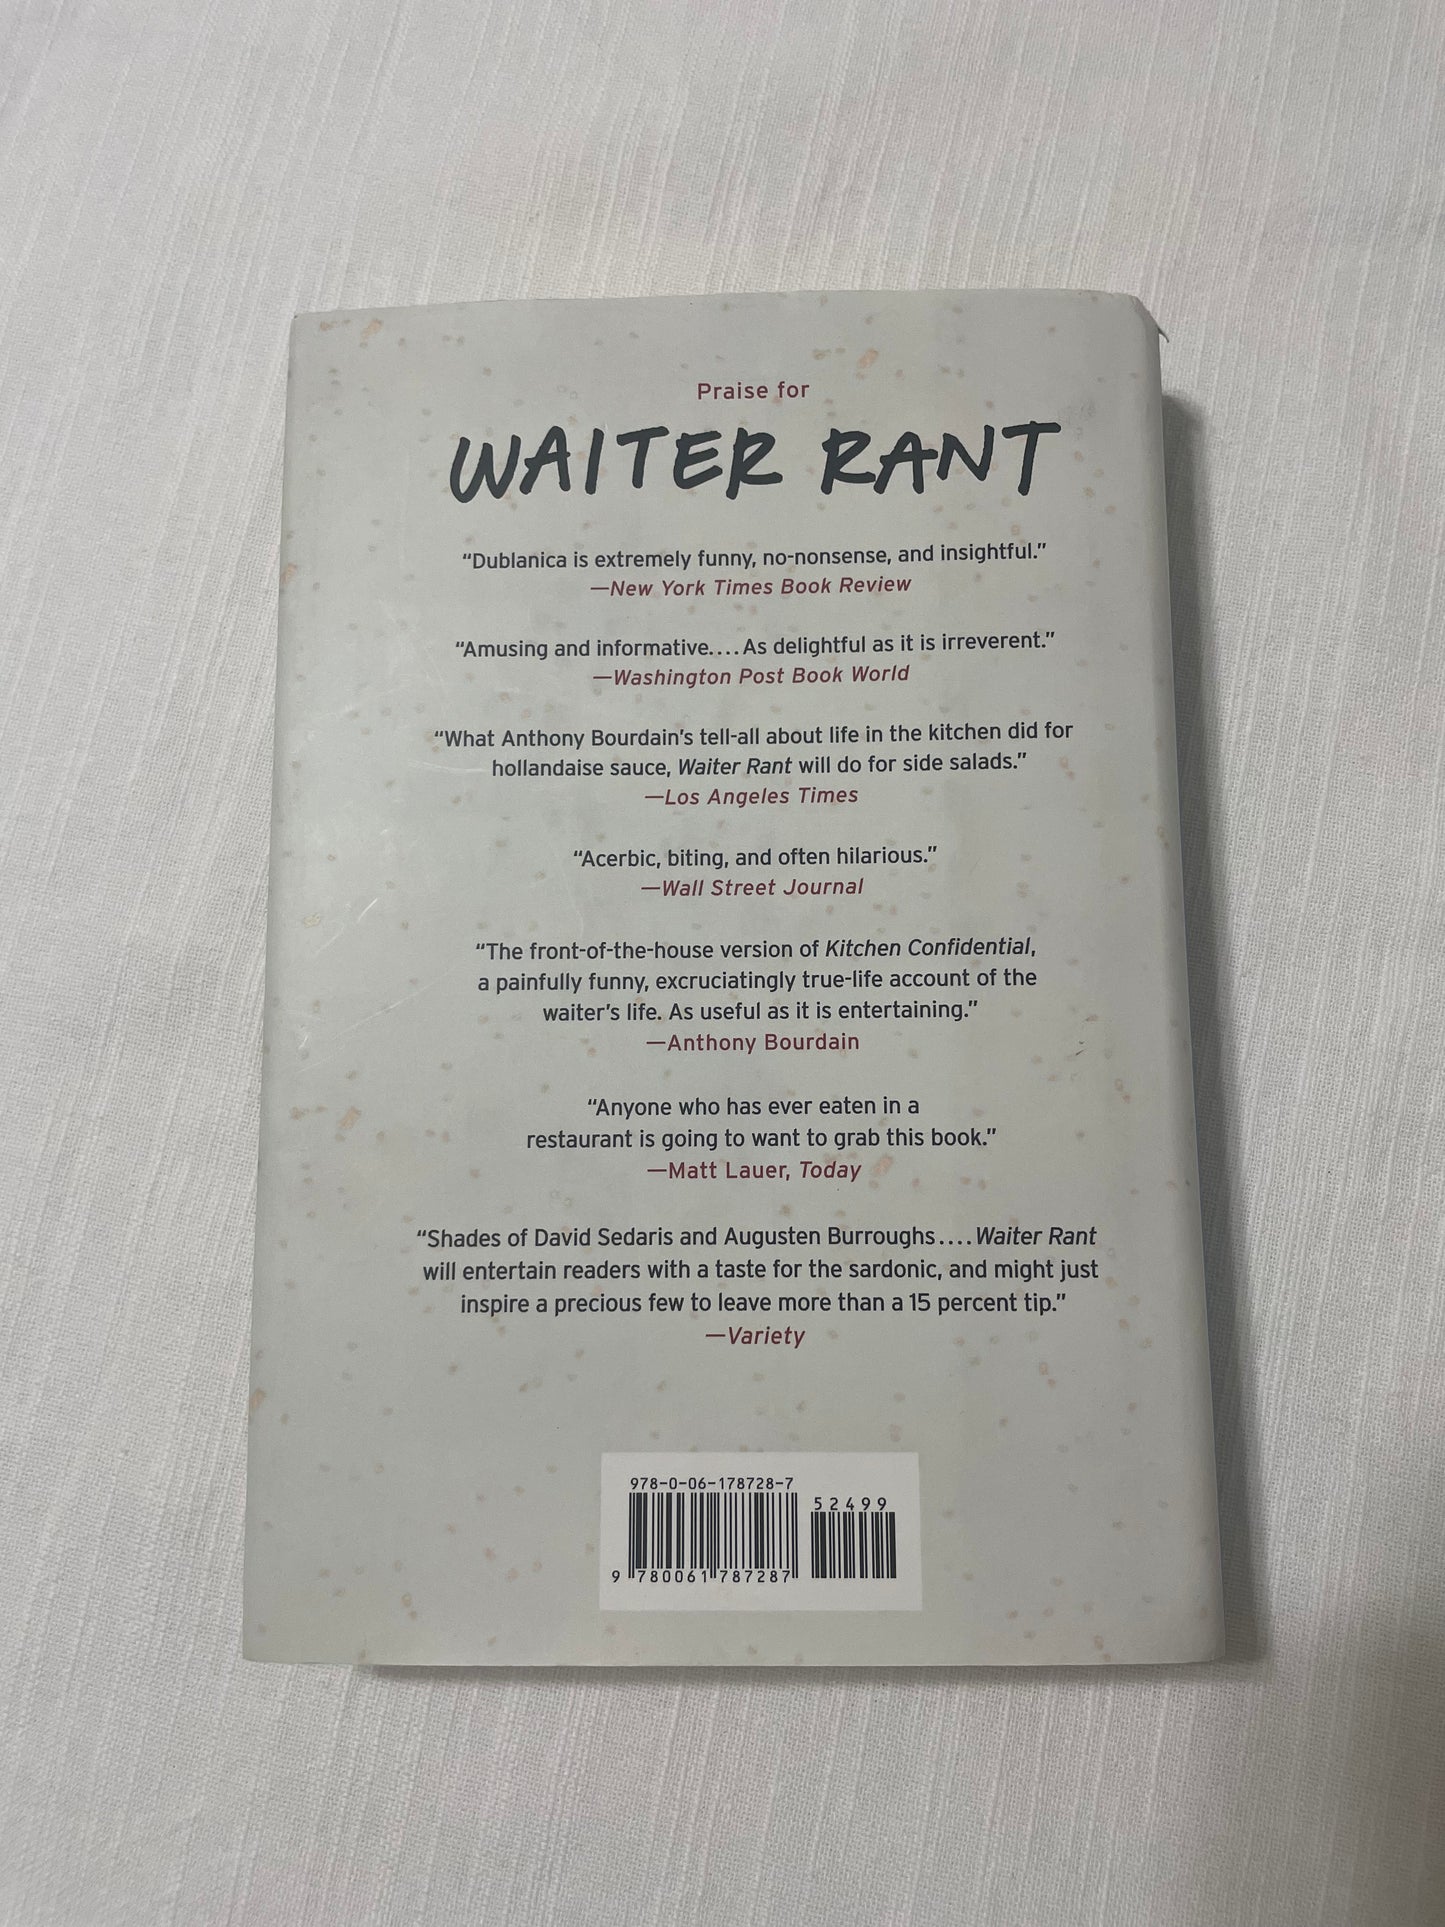 Praise for
WAITER RANT
“Dublanica is extremely funny, no-nonsense, and insightful.”
—New York Times Book Review
“Amusing and informative.... As delightful as it is irreverent.”
—Washington Post Book World
“What Anthony Bourdain’s tell-all about life in the kitchen did for
hollandaise sauce, Waiter Rant will do for side salads.”
—Los Angeles Times
“Acerbic, biting, and often hilarious.”
—Wall Street Journal
“The front-of-the-house version of Kitchen Confidential,
a painfully funny, excruciatingly true-life account of the
waiter’s life. As useful as it is entertaining.”
—Anthony Bourdain
“Anyone who has ever eaten in a
restaurant is going to want to grab this book.”
—Matt Lauer, Today
“Shades of David Sedaris and Augusten Burroughs.... Waiter Rant
will entertain readers with a taste for the sardonic, and might just
inspire a precious few to leave more than a 15 percent tip.”
—Variety
978-0-06-178728-7
52499
9 780061 787287